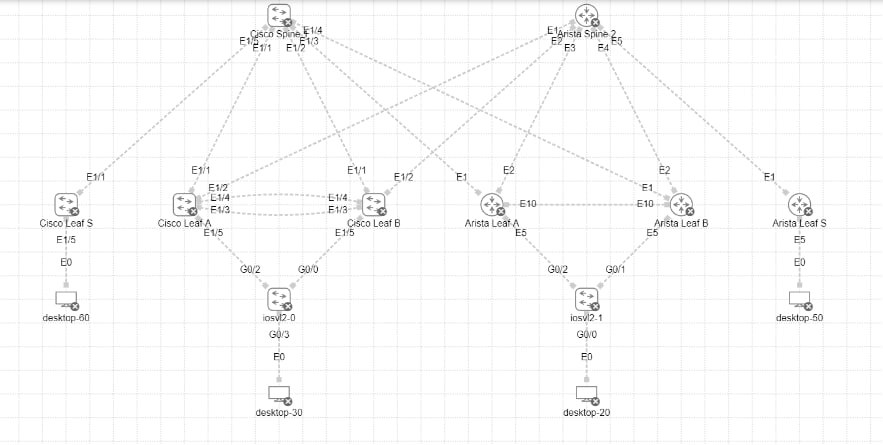 Cisco Spine 1
E1/4
E1/5
E1/3
E1/1
E1/2
E1
Arista Spine 2
E5
E2
E3
E4
E1/1
E1/1
E1/1
E1/2
E1
E2
E2
E1
E1/2
E1/4
E1/4
E1
E1/3
E1/3
E10
E10
Cisco Leaf S
Cisco Leaf-A
Cisco Leaf B
Arista Leaf-A
Arista Leaf B
Arista Leaf S
E1/5
E1/5
E1/5
E5
E5
E5
E0
G0/2
G0/0
G0/2
G0/1
E0
desktop-60
iosvl2-0
iosvl2-1
desktop-50
G0/3
G0/0
E0
E0
desktop-30
desktop-20